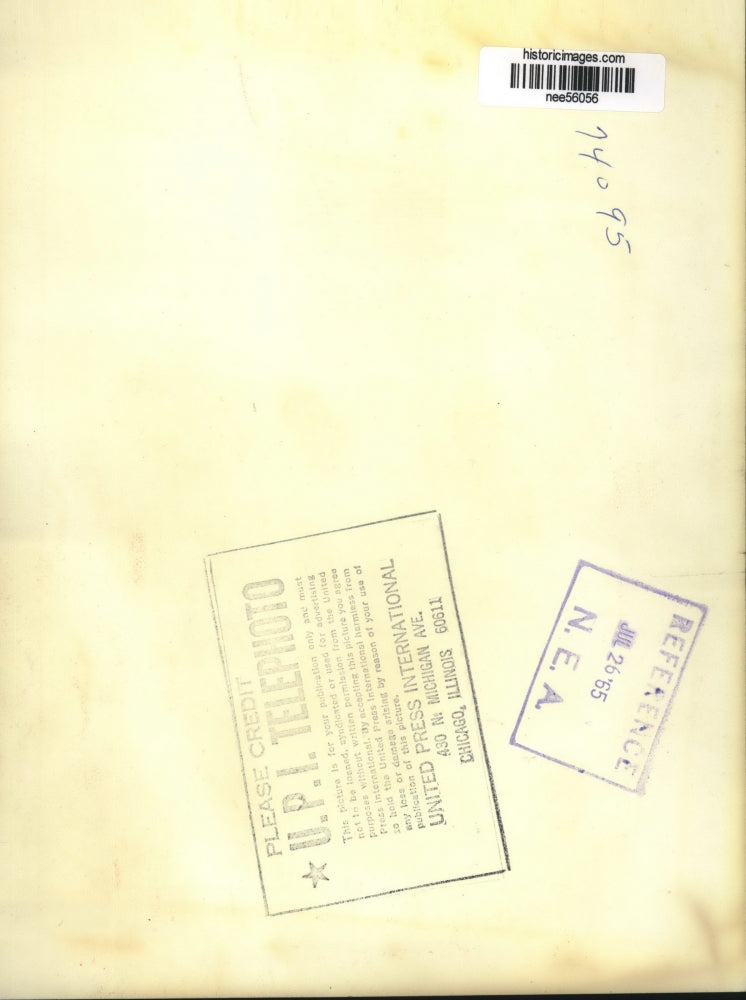 historicimages.com
nee56056
74095
PLEASE CREDIT
U.P.I. TELEPHOTO
This picture is for your publication only and must
not to be loaned, syndicated or used for advertising
purposes without written permission from the United
Press International. By accepting this picture you agree
to hold the United Press International harmless from
any loss or damage arising by reason of your use of
publication of this picture.
UNITED PRESS INTERNATIONAL
430 No MICHIGAN AVE.
CHICAGO, ILLINOIS 60611
REFERENCE
JUL 26 '65
N.E.A.